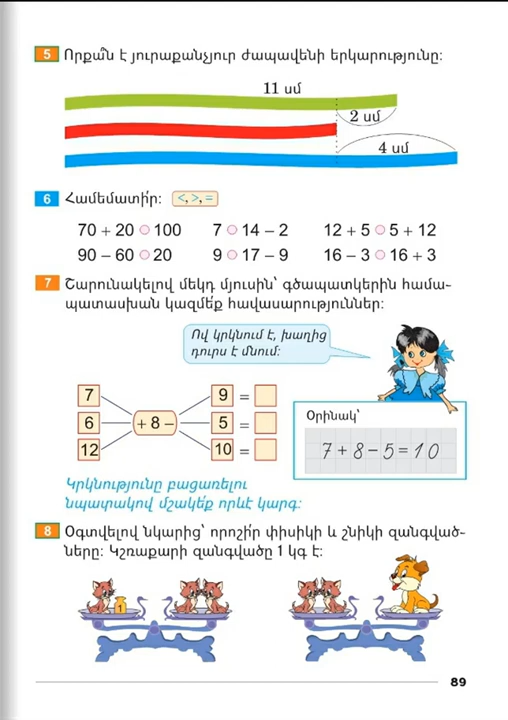 5 Որքա՞ն է յուրաքանչյուր ժապավենի երկարությունը:
11 սմ
2 սմ
4 սմ
6 Համեմատի՛ր: <, >, =
70 + 20 100 7 14 − 2 12 + 5 5 + 12
90 − 60 20 9 17 − 9 16 − 3 16 + 3
7 Շարունակելով մեկդ մյուսին՝ գծապատկերին համա-
պատասխան կազմե՛ք հավասարություններ:
Ով կրկնում է, խաղից
դուրս է մնում:
7 9 =
6 + 8 − 5 =
12 10 =
Օրինակ՝
7 + 8 − 5 = 10
Կրկնությունը բացառելու
նպատակով մշակե՛ք որևէ կարգ:
8 Օգտվելով նկարից՝ որոշի՛ր փիսիկի և շնիկի զանգված-
ները: Կշռաքարի զանգվածը 1 կգ է:
1
89